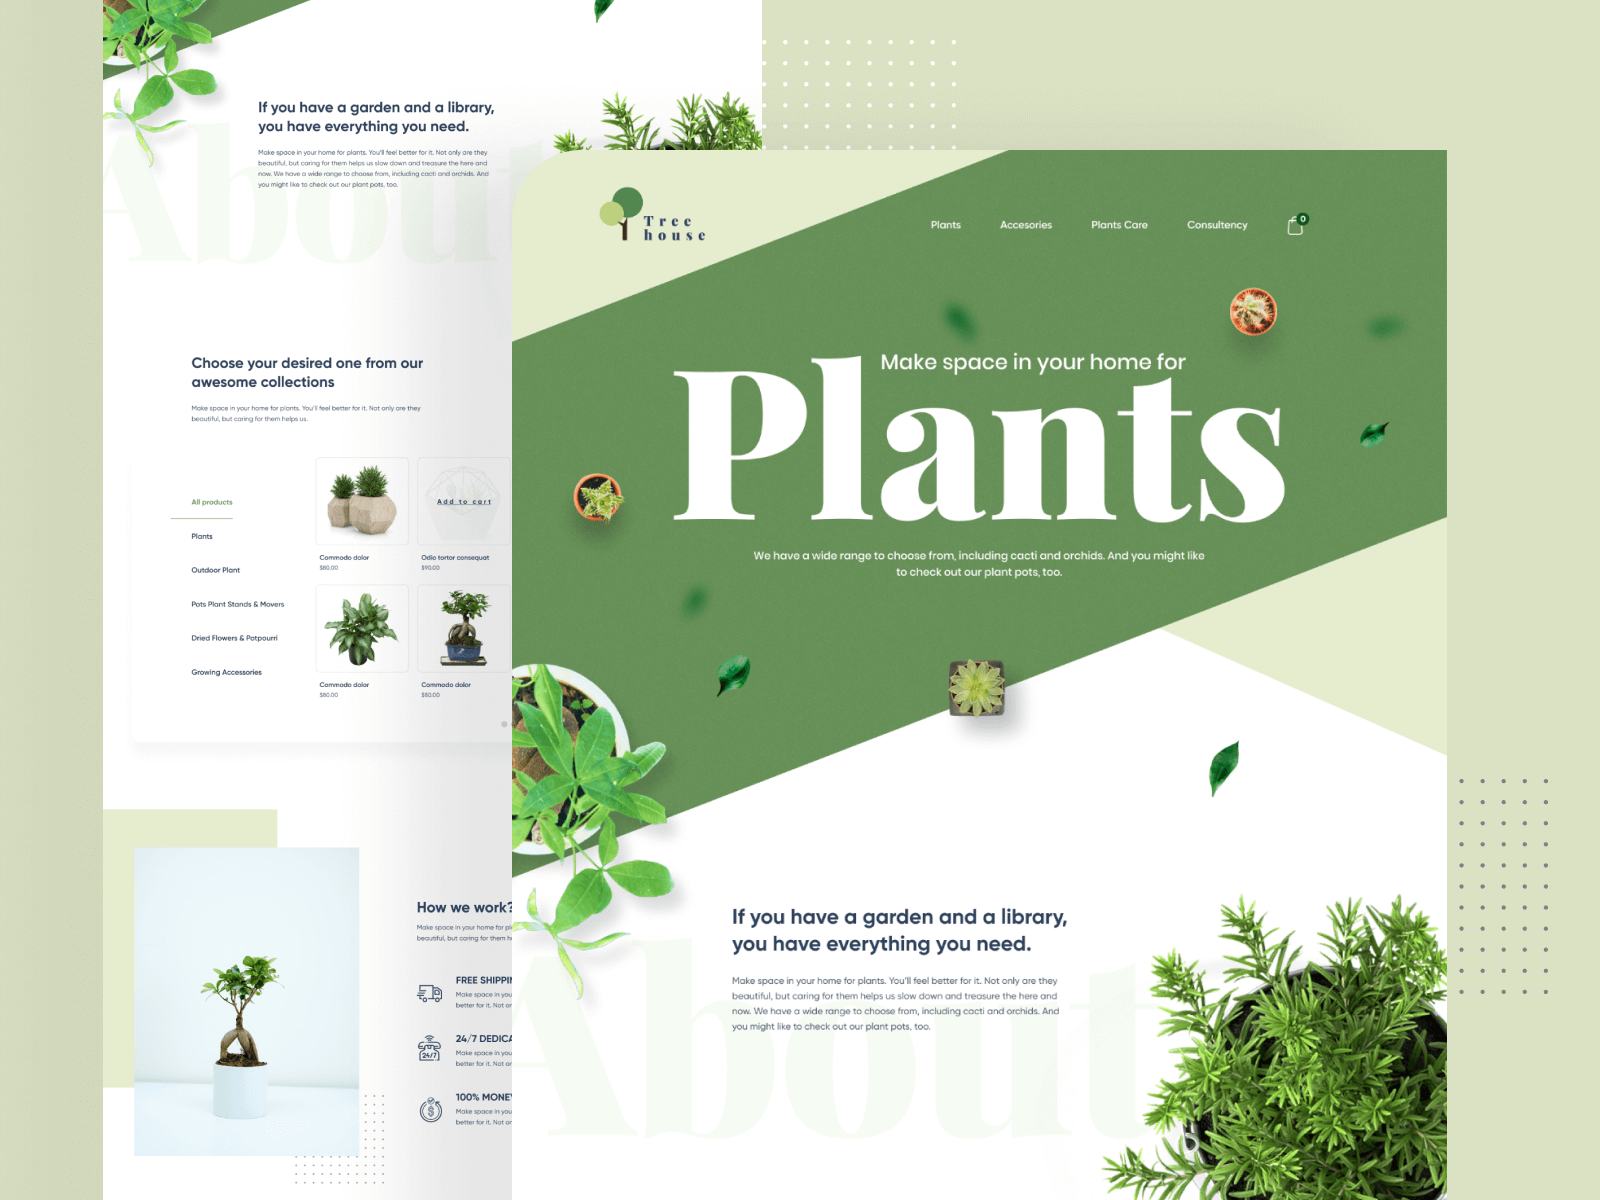 If you have a garden and a library,
you have everything you need.
Make space in your home for plants. You'll feel better for it. Not only are they
beautiful, but caring for them helps us slow down and treasure the here and
now. We have a wide range to choose from, including cacti and orchids. And
you might like to check out our plant pots, too.
About
Choose your desired one from our
awesome collections
Make space in your home for plants. You'll feel better for it. Not only are they
beautiful, but caring for them helps us.
All products
Plants
Outdoor Plant
Pots Plant Stands & Movers
Dried Flowers & Potpourri
Growing Accessories
Add to cart
Commodo dolor
$80.00
Odio tortor consequat
$90.00
Commodo dolor
$80.00
Commodo dolor
$80.00
How we work?
Make space in your home for pl
beautiful, but caring for them h
FREE SHIPPIN
Make space in you
better for it. Not or
24/7
24/7 DEDICA
Make space in you
better for it. Not or
100% MONEY
Make space in you
better for it. Not or
Tree
house
Plants
Accesories
Plants Care
Consultency
0
Make space in your home for
Plants
We have a wide range to choose from, including cacti and orchids. And you might like
to check out our plant pots, too.
If you have a garden and a library,
you have everything you need.
Make space in your home for plants. You'll feel better for it. Not only are they
beautiful, but caring for them helps us slow down and treasure the here and
now. We have a wide range to choose from, including cacti and orchids. And
you might like to check out our plant pots, too.
About